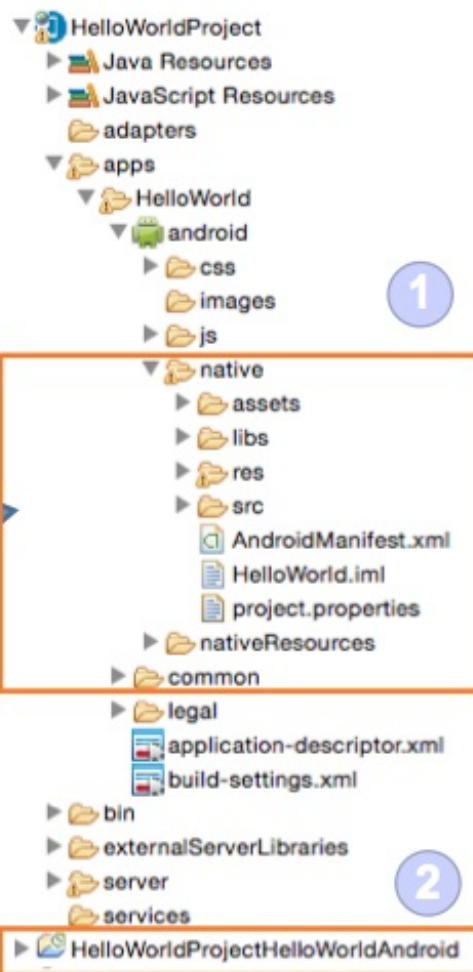 HelloWorldProject
Java Resources
JavaScript Resources
adapters
apps
HelloWorld
android
css
images
1
js
native
assets
libs
res
src
AndroidManifest.xml
HelloWorld.iml
project.properties
nativeResources
common
legal
application-descriptor.xml
build-settings.xml
bin
externalServerLibraries
server
2
services
HelloWorldProjectHelloWorldAndroid